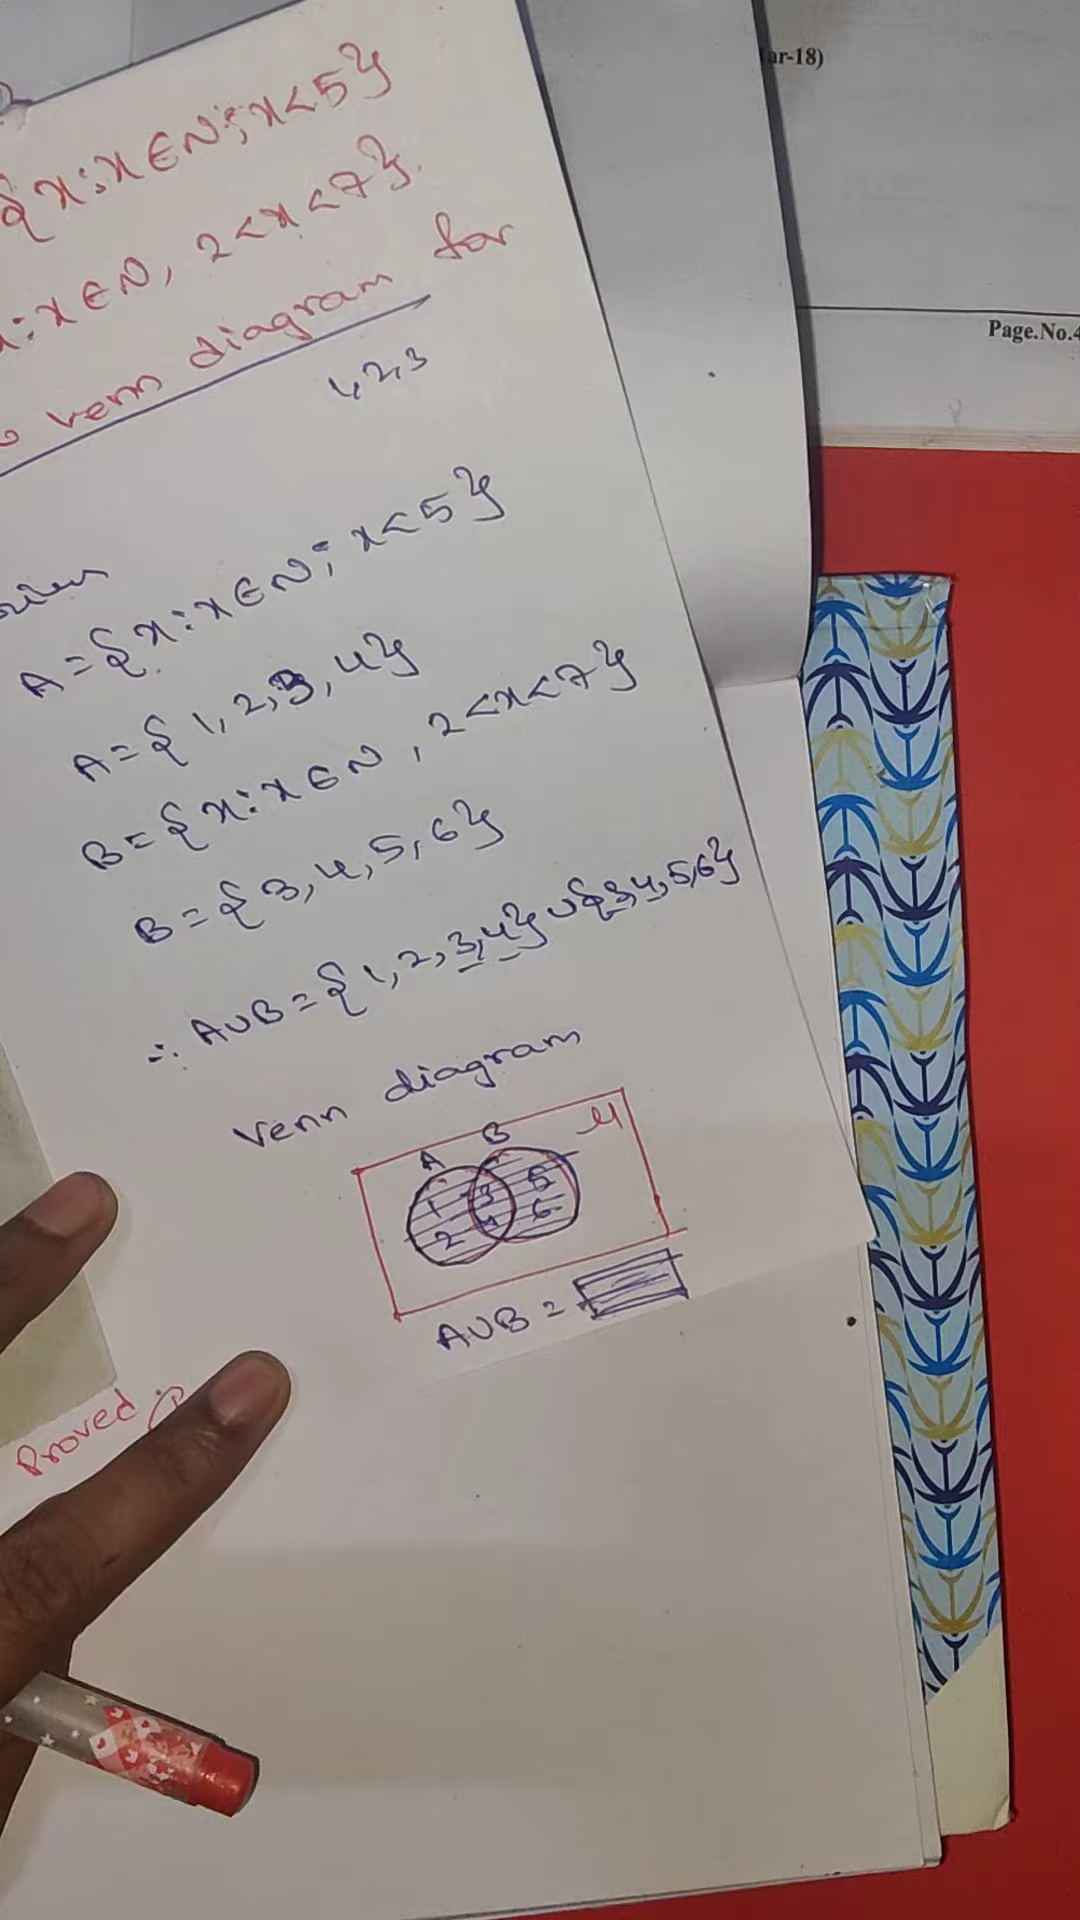 {x:x∈N; x<5}
x:x∈N, 2<x<7}.
venn diagram for
1,2,3
A={x:x∈N; x<5}
A={1,2,3,4}
B={x:x∈N, 2<x<7}
B={3,4,5,6}
∴ A∪B={1,2,3,4}∪{3,4,5,6}
Venn diagram
A B μ
1 3 5
2 4 6
A∪B =
Proved
ar-18)
Page.No.4